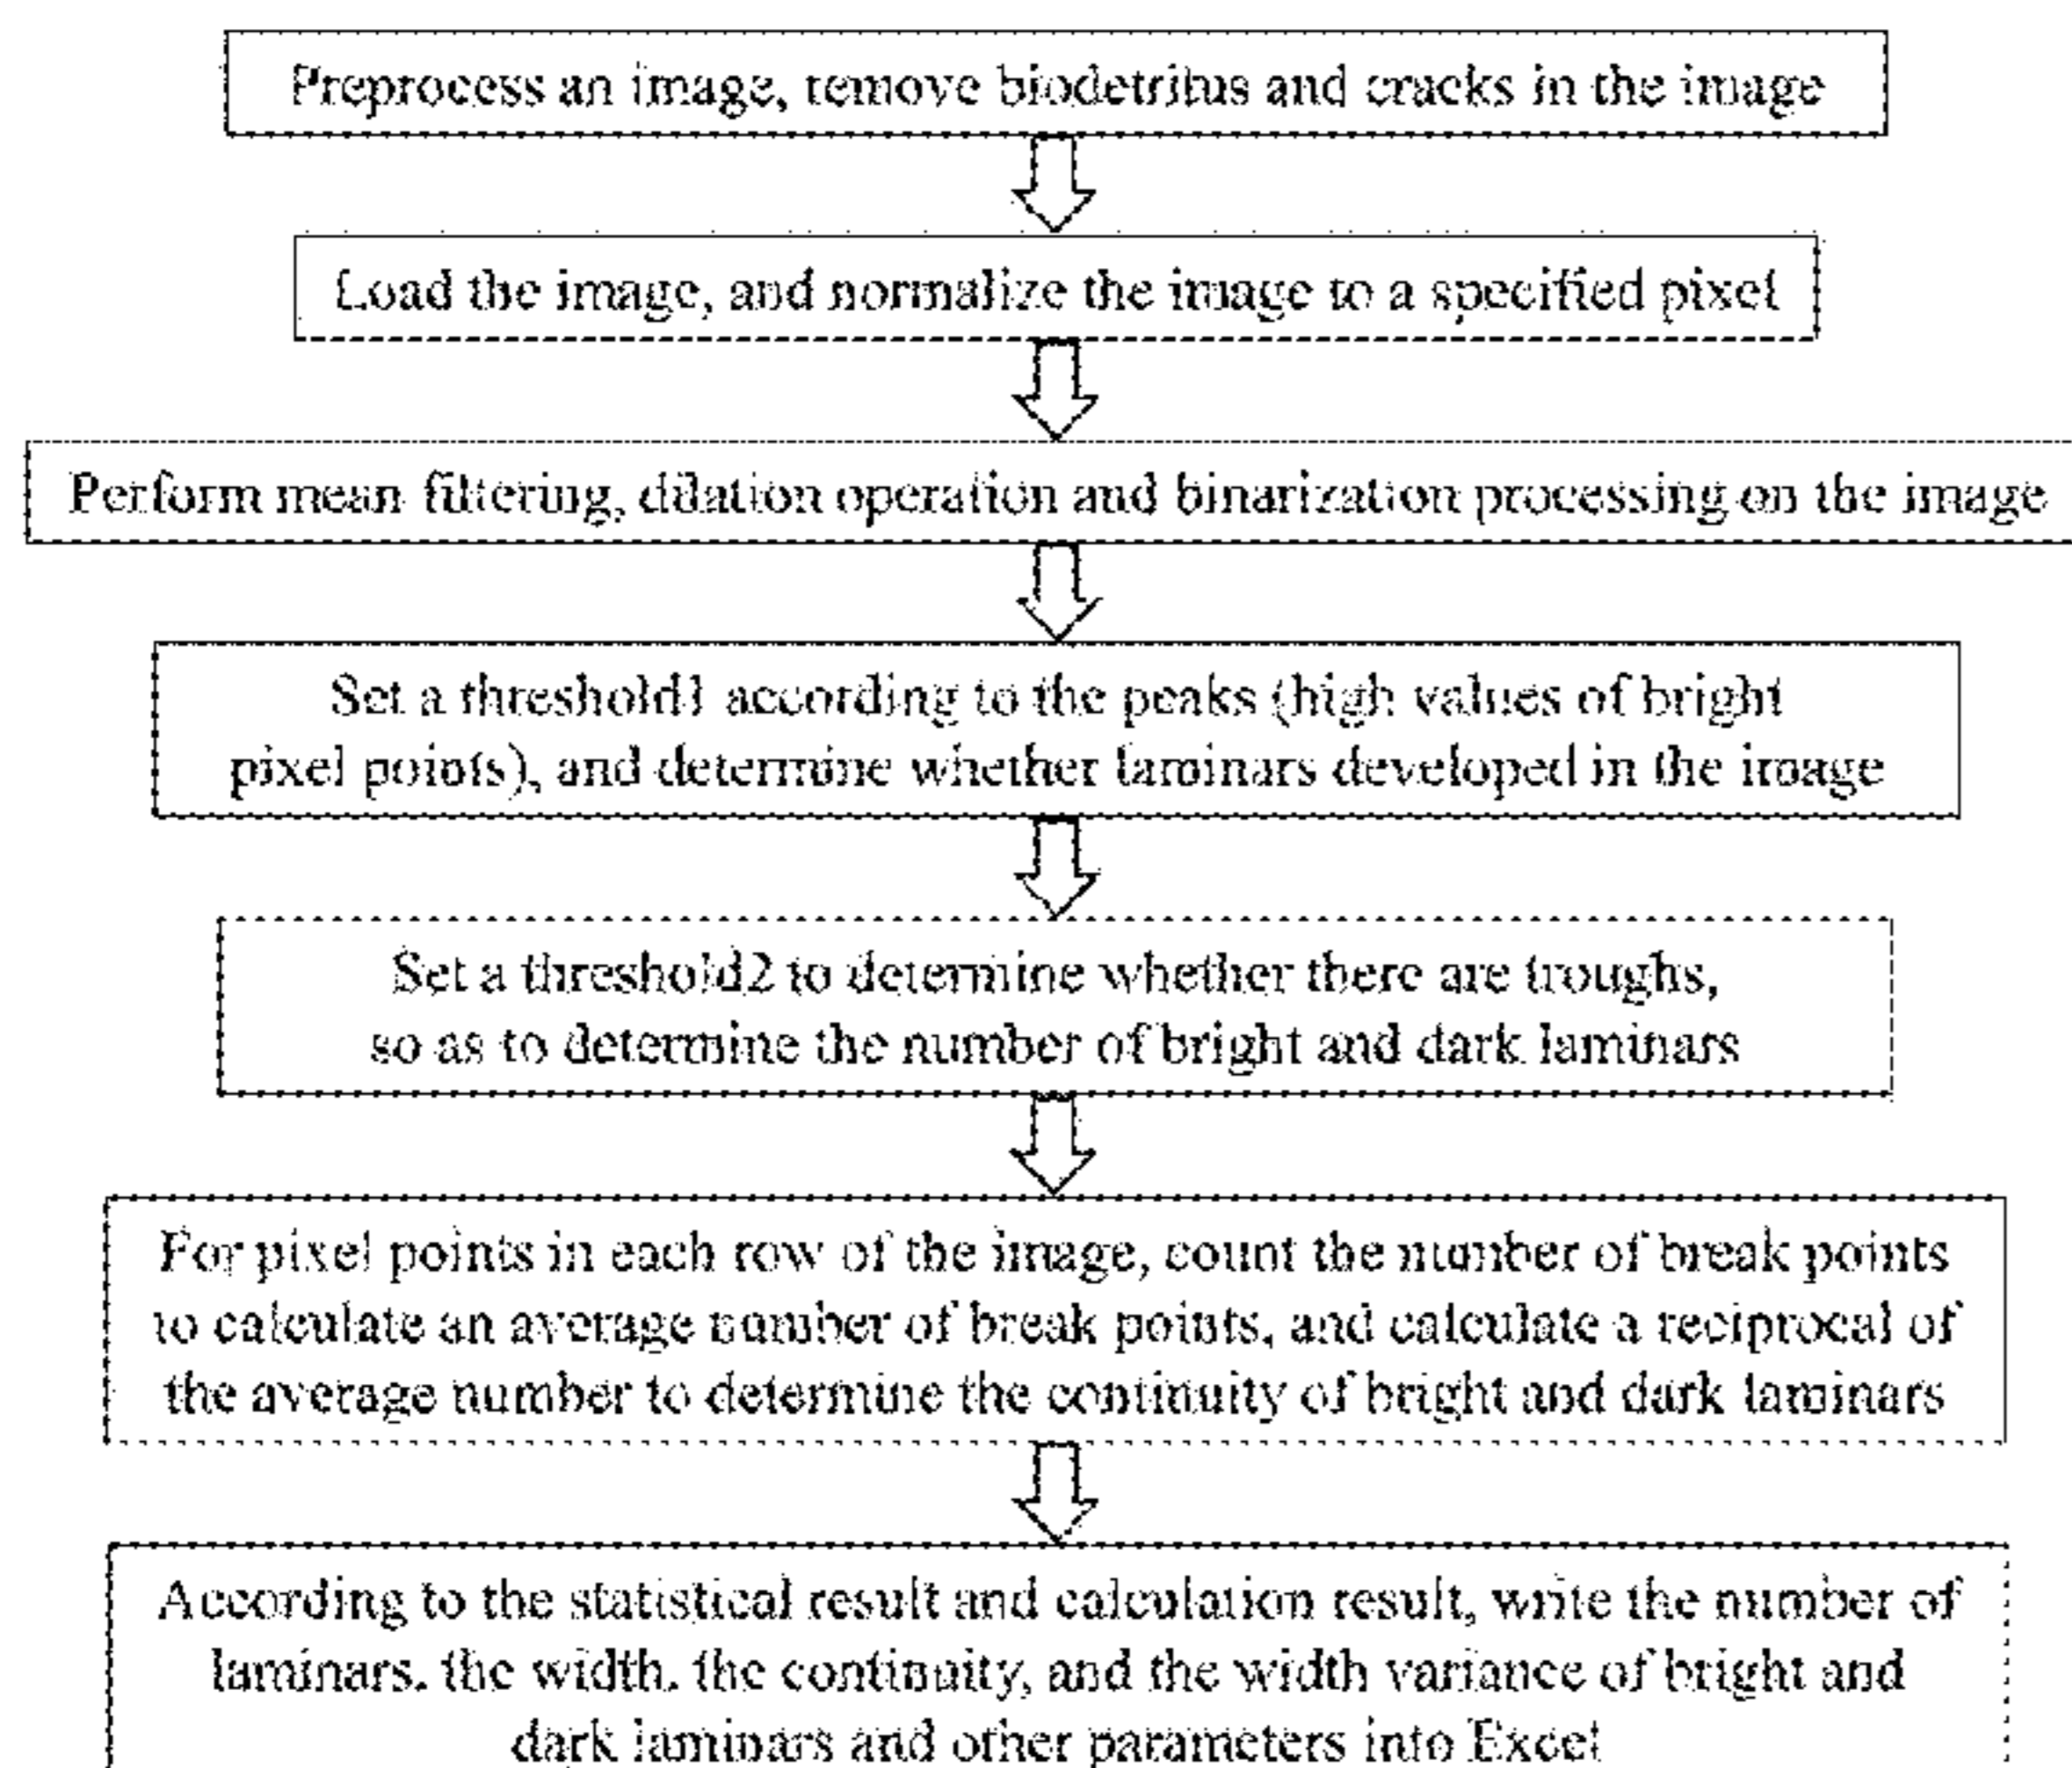 Preprocess an image, remove biodetritus and cracks in the image
Load the image, and normalize the image to a specified pixel
Perform mean filtering, dilation operation and binarization processing on the image
Set a threshold1 according to the peaks (high values of bright
pixel points), and determine whether laminars developed in the image
Set a threshold2 to determine whether there are troughs,
so as to determine the number of bright and dark laminars
For pixel points in each row of the image, count the number of break points
to calculate an average number of break points, and calculate a reciprocal of
the average number to determine the continuity of bright and dark laminars
According to the statistical result and calculation result, write the number of
laminars, the width, the continuity, and the width variance of bright and
dark laminars and other parameters into Excel